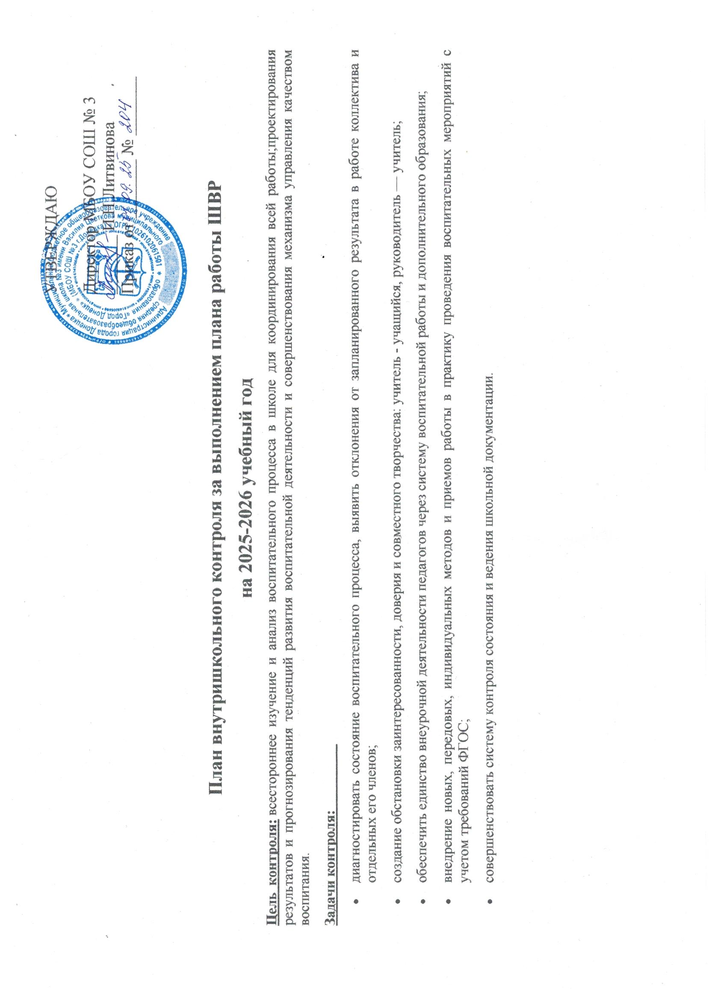 УТВЕРЖДАЮ
Директор МБОУ СОШ № 3
И.Н. Литвинова
Приказ от 09. 25 № 204
План внутришкольного контроля за выполнением плана работы ШВР
на 2025-2026 учебный год
Цель контроля: всестороннее изучение и анализ воспитательного процесса в школе для координирования всей работы;проектирования
результатов и прогнозирования тенденций развития воспитательной деятельности и совершенствования механизма управления качеством
воспитания.
Задачи контроля:
• диагностировать состояние воспитательного процесса, выявить отклонения от запланированного результата в работе коллектива и
отдельных его членов;
• создание обстановки заинтересованности, доверия и совместного творчества: учитель - учащийся, руководитель — учитель;
• обеспечить единство внеурочной деятельности педагогов через систему воспитательной работы и дополнительного образования;
• внедрение новых, передовых, индивидуальных методов и приемов работы в практику проведения воспитательных мероприятий с
учетом требований ФГОС;
• совершенствовать систему контроля состояния и ведения школьной документации.